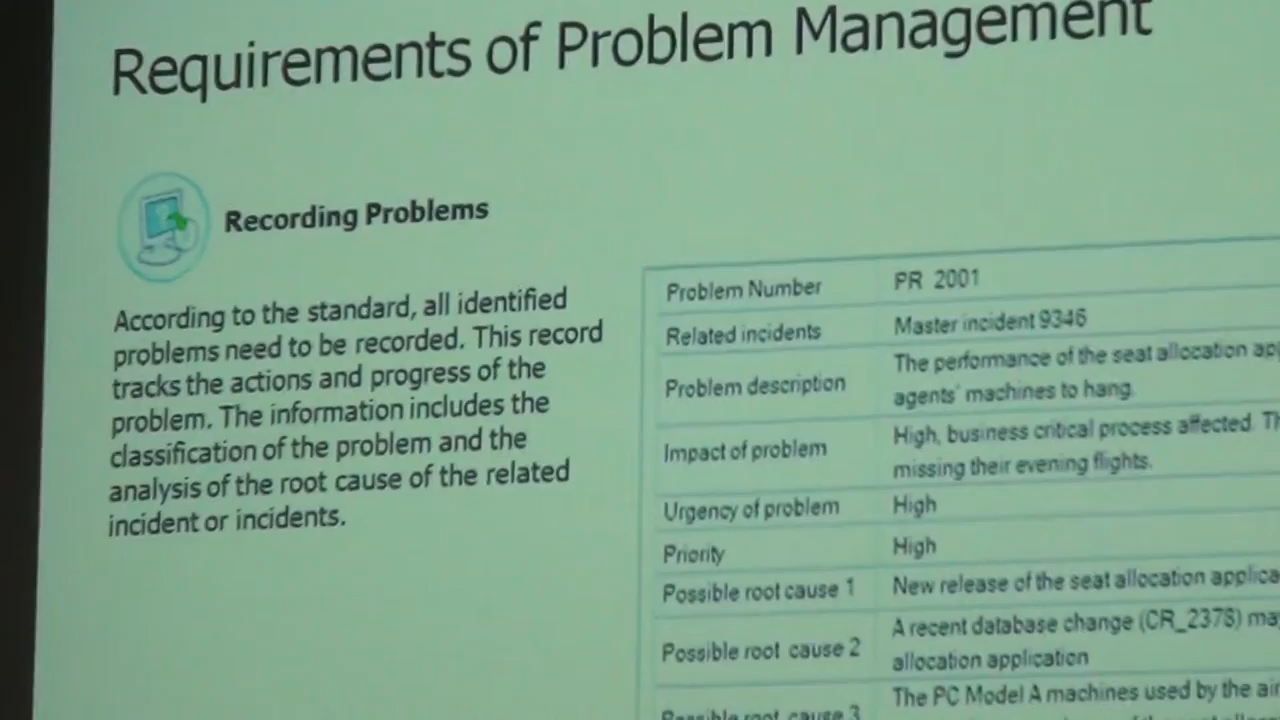 Requirements of Problem Management
Recording Problems
According to the standard, all identified
problems need to be recorded. This record
tracks the actions and progress of the
problem. The information includes the
classification of the problem and the
analysis of the root cause of the related
incident or incidents.
Problem Number PR 2001
Related incidents Master incident 9346
Problem description The performance of the seat allocation
agents' machines to hang.
Impact of problem High, business critical process affected.
missing their evening flights.
Urgency of problem High
Priority High
Possible root cause 1 New release of the seat allocation
Possible root cause 2 A recent database change (CR_2378)
allocation application
Possible root cause 3 The PC Model A machines used by the